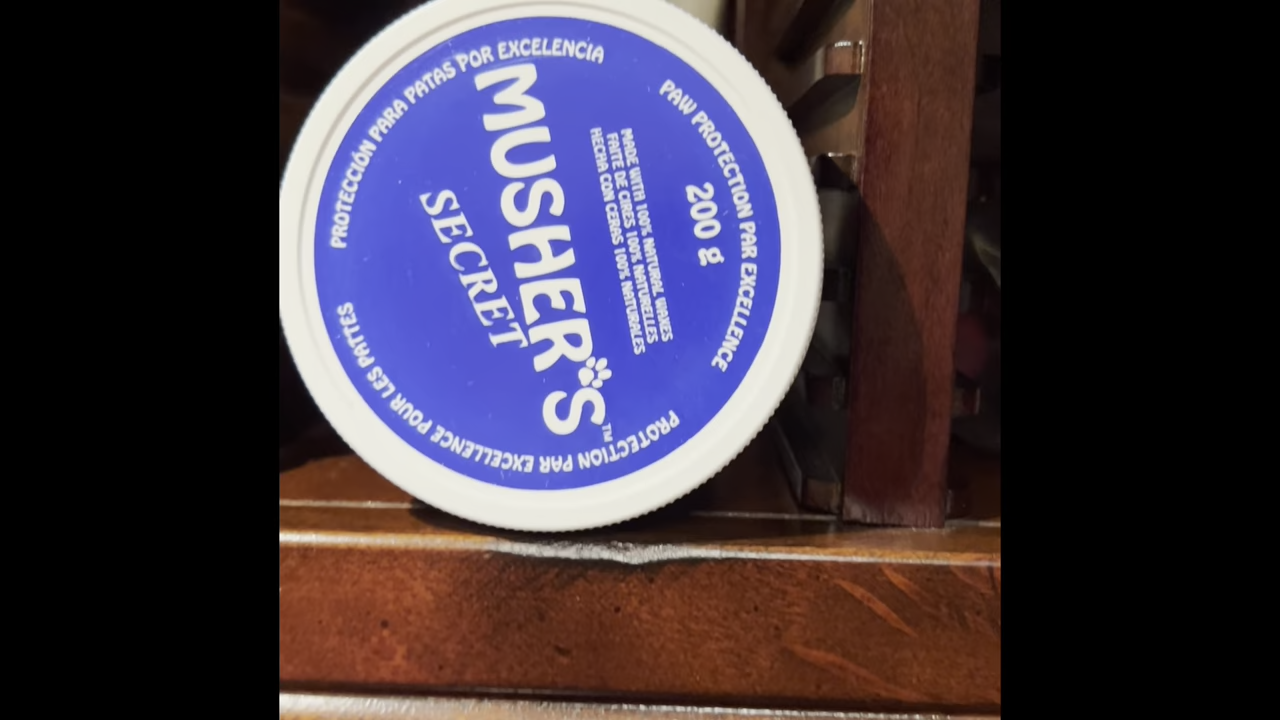 PAW PROTECTION PAR EXCELLENCE
200 g
MADE WITH 100% NATURAL WAXES
FAITE DE CIRES 100% NATURELLES
HECHA CON CERAS 100% NATURALES
MUSHER'S™
SECRET
PROTECCIÓN PARA PATAS POR EXCELENCIA
PROTECTION PAR EXCELLENCE POUR LES PATTES